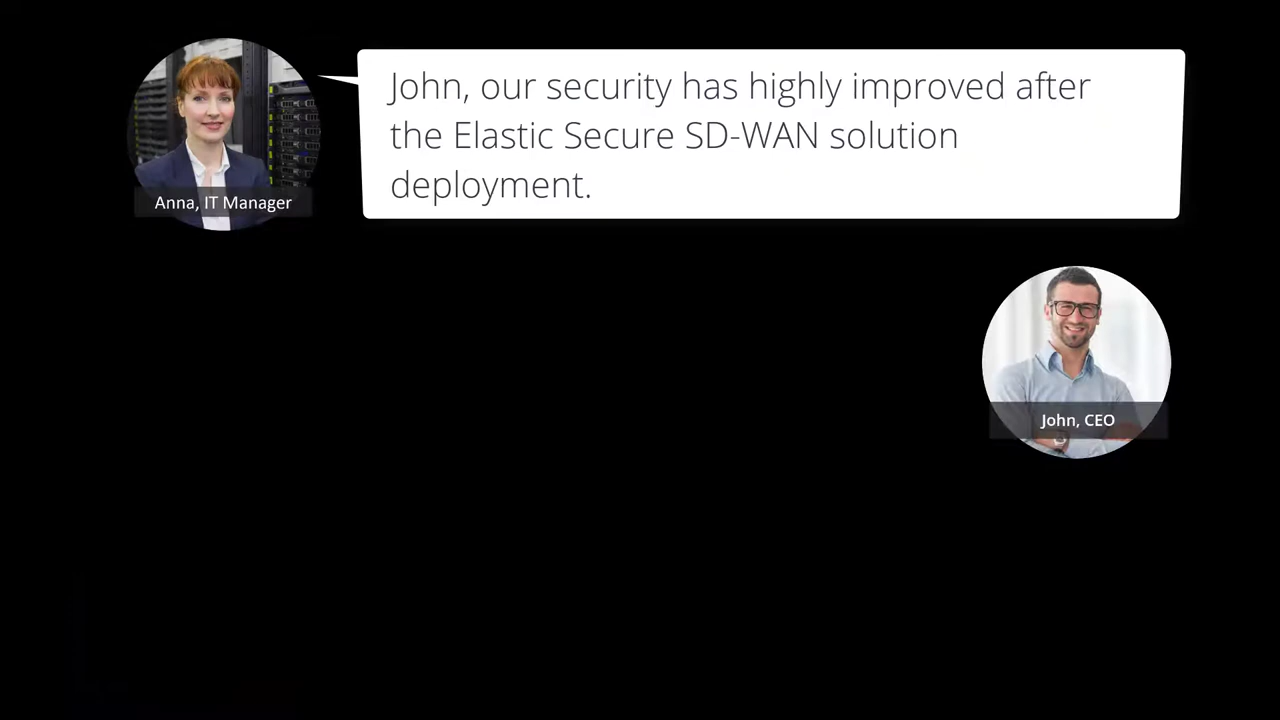 John, our security has highly improved after
the Elastic Secure SD-WAN solution
deployment.
Anna, IT Manager
John, CEO